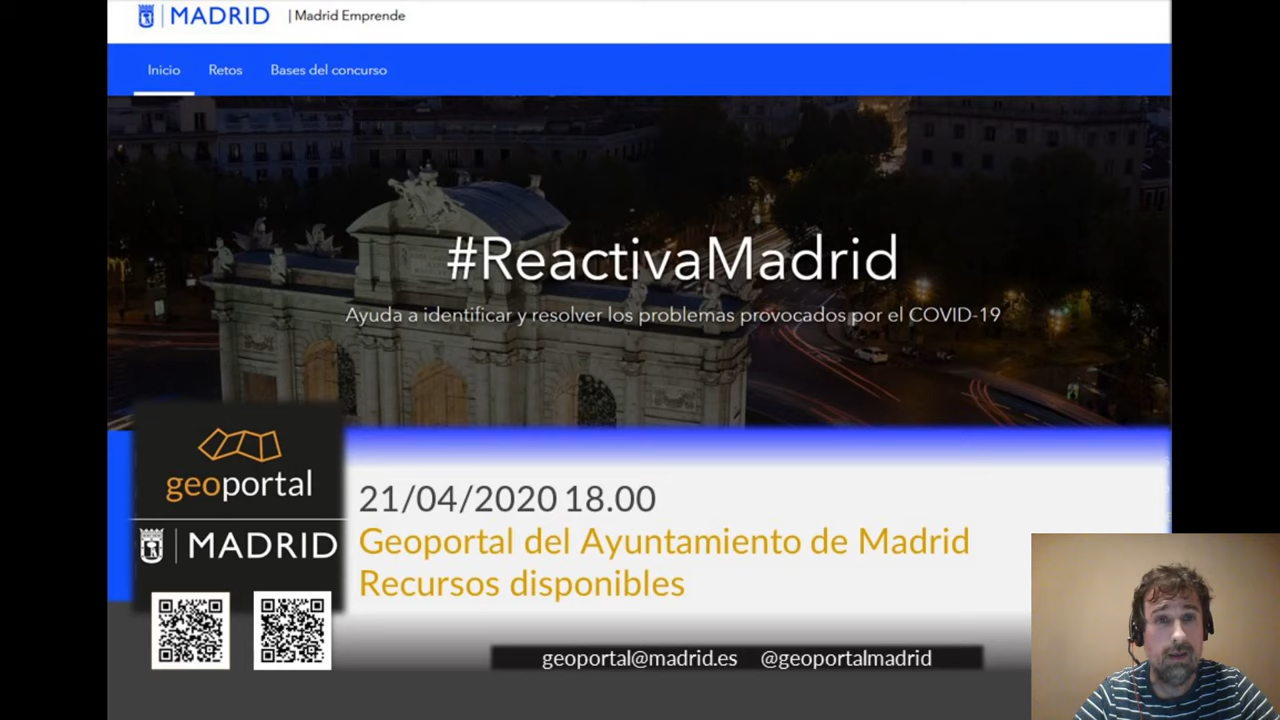 MADRID | Madrid Emprende
Inicio Retos Bases del concurso
#ReactivaMadrid
Ayuda a identificar y resolver los problemas provocados por el COVID-19
geoportal
MADRID
21/04/2020 18.00
Geoportal del Ayuntamiento de Madrid
Recursos disponibles
geoportal@madrid.es @geoportalmadrid